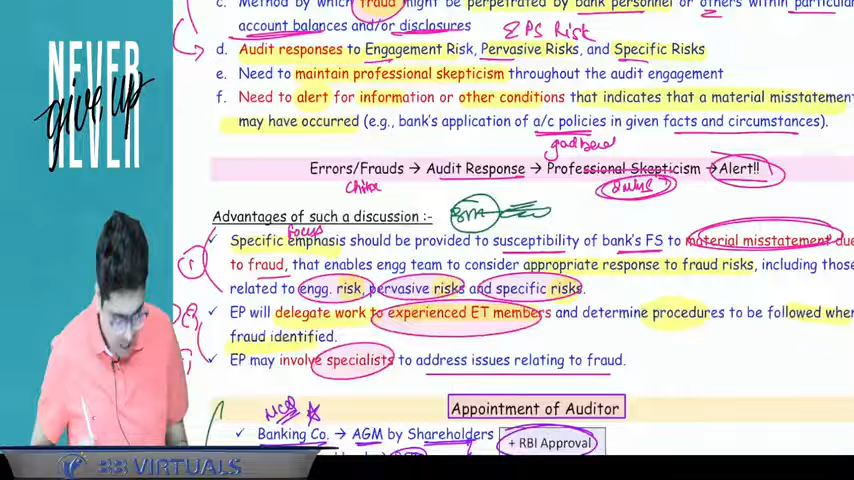 c. Method by which fraud might be perpetrated by bank personnel or others within particular
account balances and/or disclosures
EPS Risk
d. Audit responses to Engagement Risk, Pervasive Risks, and Specific Risks
e. Need to maintain professional skepticism throughout the audit engagement
f. Need to alert for information or other conditions that indicates that a material misstatement
may have occurred (e.g., bank's application of a/c policies in given facts and circumstances).
Errors/Frauds → Audit Response → Professional Skepticism → Alert!!
Advantages of such a discussion :-
focus
✓ Specific emphasis should be provided to susceptibility of bank's FS to material misstatement due
to fraud, that enables engg team to consider appropriate response to fraud risks, including those
related to engg. risk, pervasive risks and specific risks.
✓ EP will delegate work to experienced ET members and determine procedures to be followed when
fraud identified.
✓ EP may involve specialists to address issues relating to fraud.
MCQ
Appointment of Auditor
✓ Banking Co. → AGM by Shareholders
+ RBI Approval
NEVER
give up
NEVER
VIRTUALS